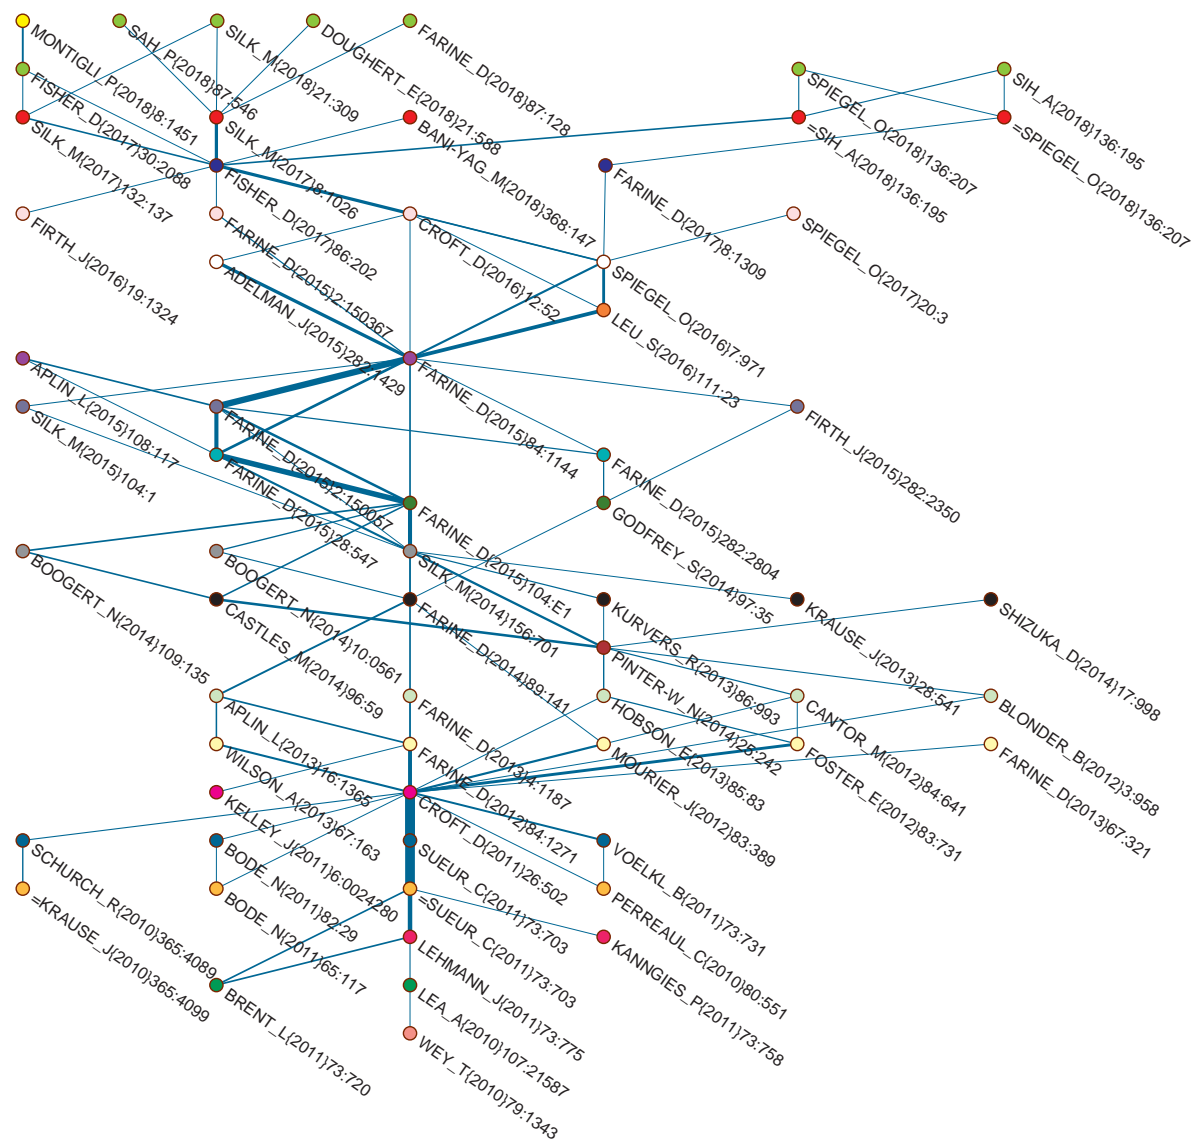 MONTIGLI_P{2018}8:1451
SAH_P{2018}87:546
SILK_M{2018}21:309
DOUGHERT_E{2018}21:588
FARINE_D{2018}87:128
FISHER_D{2017}30:2088
SPIEGEL_O{2018}136:207
SIH_A{2018}136:195
SILK_M{2017}132:137
SILK_M{2017}8:1026
BANI-YAG_M{2018}368:147
=SIH_A{2018}136:195
=SPIEGEL_O{2018}136:207
FISHER_D{2017}86:202
FARINE_D{2017}8:1309
FIRTH_J{2016}19:1324
FARINE_D{2015}2:150367
CROFT_D{2016}12:52
SPIEGEL_O{2017}20:3
ADELMAN_J{2015}282:1429
SPIEGEL_O{2016}7:971
LEU_S{2016}111:23
APLIN_L{2015}108:117
FARINE_D{2015}84:1144
SILK_M{2015}104:1
FARINE_D{2015}2:150057
FIRTH_J{2015}282:2350
FARINE_D{2015}28:547
FARINE_D{2015}282:2804
FARINE_D{2015}104:E1
GODFREY_S{2014}97:35
BOOGERT_N{2014}109:135
BOOGERT_N{2014}10:0561
SILK_M{2014}156:701
CASTLES_M{2014}96:59
FARINE_D{2014}89:141
KURVERS_R{2013}86:993
KRAUSE_J{2013}28:541
SHIZUKA_D{2014}17:998
PINTER-W_N{2014}25:242
APLIN_L{2013}16:1365
FARINE_D{2013}4:1187
HOBSON_E{2013}85:83
CANTOR_M{2012}84:641
BLONDER_B{2012}3:958
WILSON_A{2013}67:163
FARINE_D{2012}84:1271
MOURIER_J{2012}83:389
FOSTER_E{2012}83:731
FARINE_D{2013}67:321
KELLEY_J{2011}6:0024280
CROFT_D{2011}26:502
SCHURCH_R{2010}365:4089
BODE_N{2011}82:29
SUEUR_C{2011}73:703
VOELKL_B{2011}73:731
=KRAUSE_J{2010}365:4099
BODE_N{2011}65:117
=SUEUR_C{2011}73:703
PERREAUL_C{2010}80:551
LEHMANN_J{2011}73:775
KANNGIES_P{2011}73:758
BRENT_L{2011}73:720
LEA_A{2010}107:21587
WEY_T{2010}79:1343